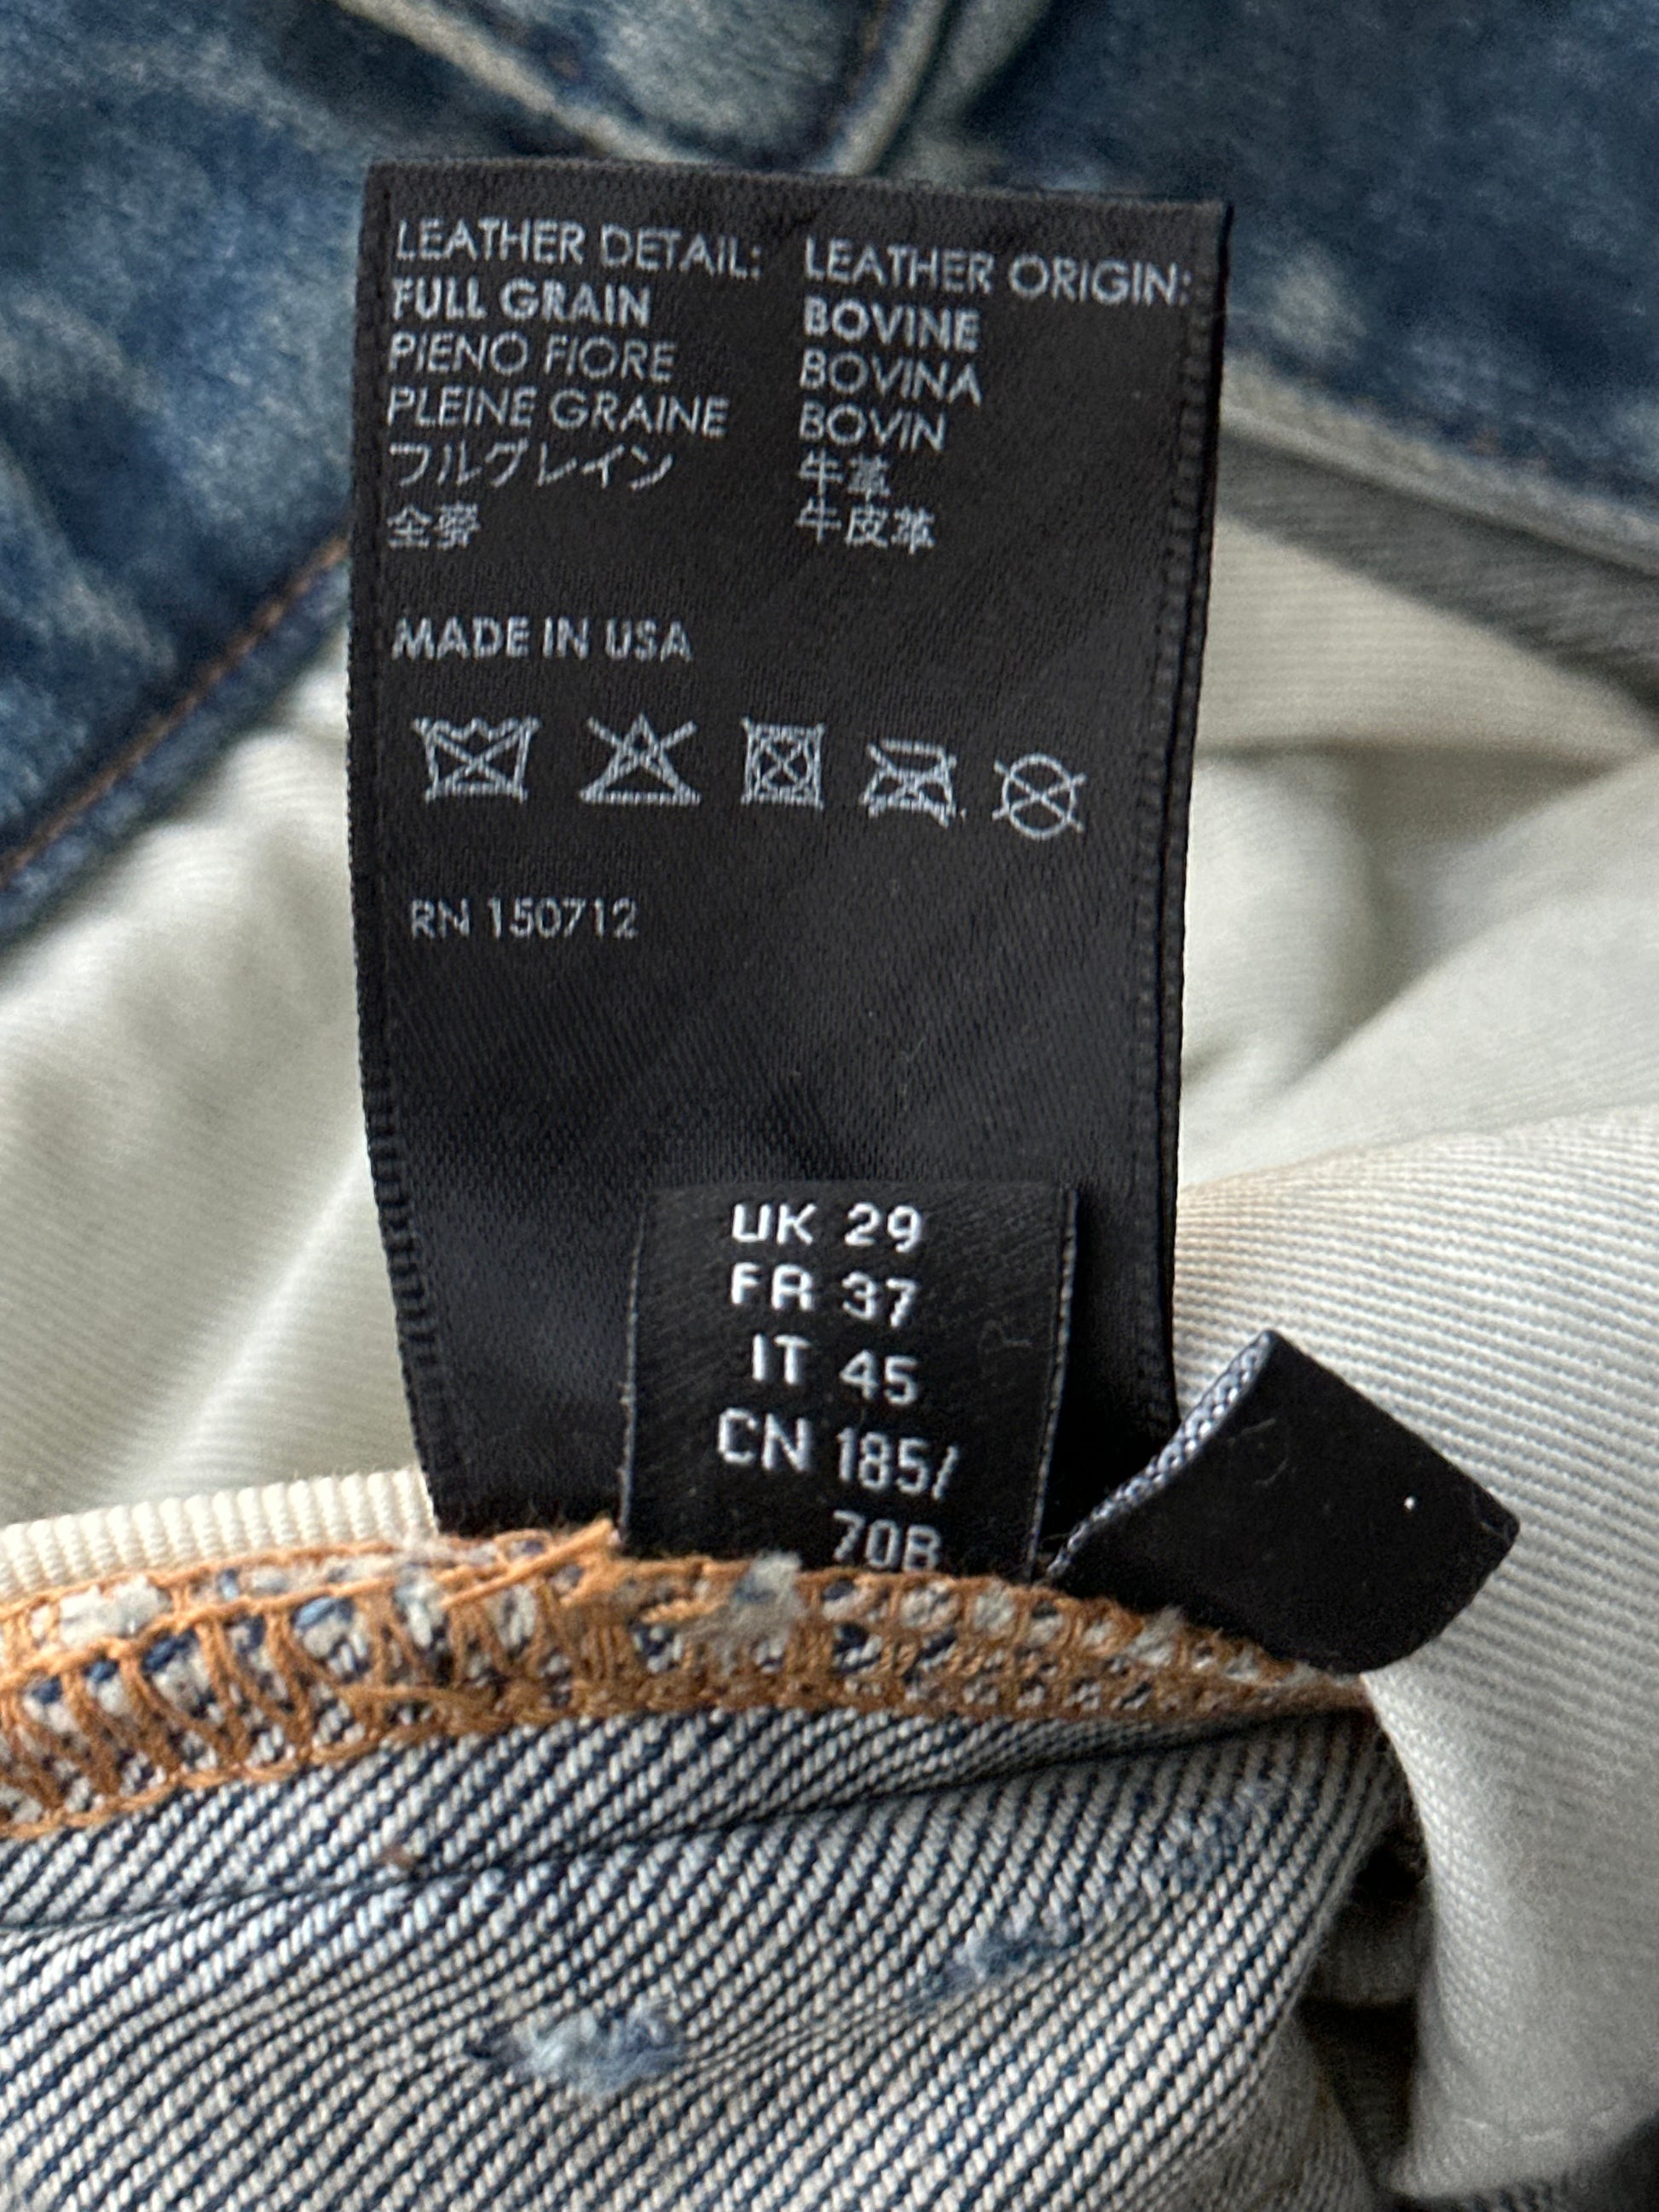 LEATHER DETAIL:
FULL GRAIN
PIENO FIORE
PLEINE GRAINE
フルグレイン
LEATHER ORIGIN:
BOVINE
BOVINA
BOVIN
牛革
牛皮革
MADE IN USA
RN 150712
UK 29
FR 37
IT 45
CN 185/
70B